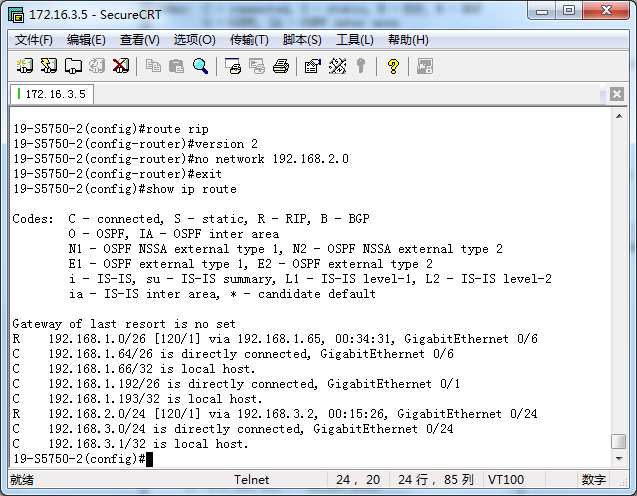 172.16.3.5 - SecureCRT
文件(F) 编辑(E) 查看(V) 选项(O) 传输(T) 脚本(S) 工具(L) 帮助(H)
172.16.3.5
19-S5750-2(config)#route rip
19-S5750-2(config-router)#version 2
19-S5750-2(config-router)#no network 192.168.2.0
19-S5750-2(config-router)#exit
19-S5750-2(config)#show ip route
Codes:  C - connected, S - static, R - RIP, B - BGP
O - OSPF, IA - OSPF inter area
N1 - OSPF NSSA external type 1, N2 - OSPF NSSA external type 2
E1 - OSPF external type 1, E2 - OSPF external type 2
i - IS-IS, su - IS-IS summary, L1 - IS-IS level-1, L2 - IS-IS level-2
ia - IS-IS inter area, * - candidate default
Gateway of last resort is no set
R    192.168.1.0/26 [120/1] via 192.168.1.65, 00:34:31, GigabitEthernet 0/6
C    192.168.1.64/26 is directly connected, GigabitEthernet 0/6
C    192.168.1.66/32 is local host.
C    192.168.1.192/26 is directly connected, GigabitEthernet 0/1
C    192.168.1.193/32 is local host.
R    192.168.2.0/24 [120/1] via 192.168.3.2, 00:15:26, GigabitEthernet 0/24
C    192.168.3.0/24 is directly connected, GigabitEthernet 0/24
C    192.168.3.1/32 is local host.
19-S5750-2(config)#
就绪 Telnet 24， 20 24 行，85 列 VT100 数字